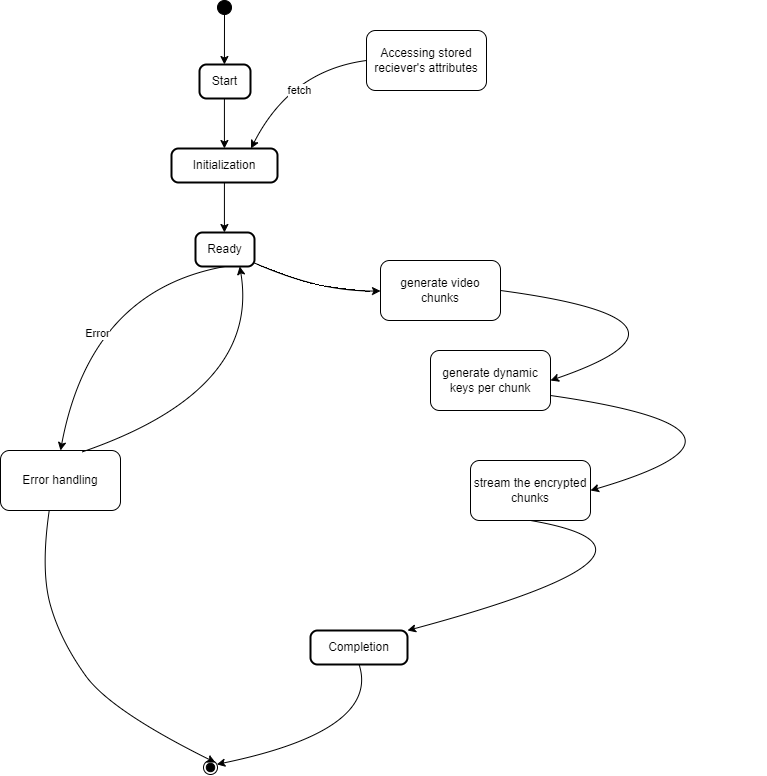 Accessing stored
reciever's attributes
Start
fetch
Initialization
Ready
generate video
chunks
Error
generate dynamic
keys per chunk
Error handling
stream the encrypted
chunks
Completion